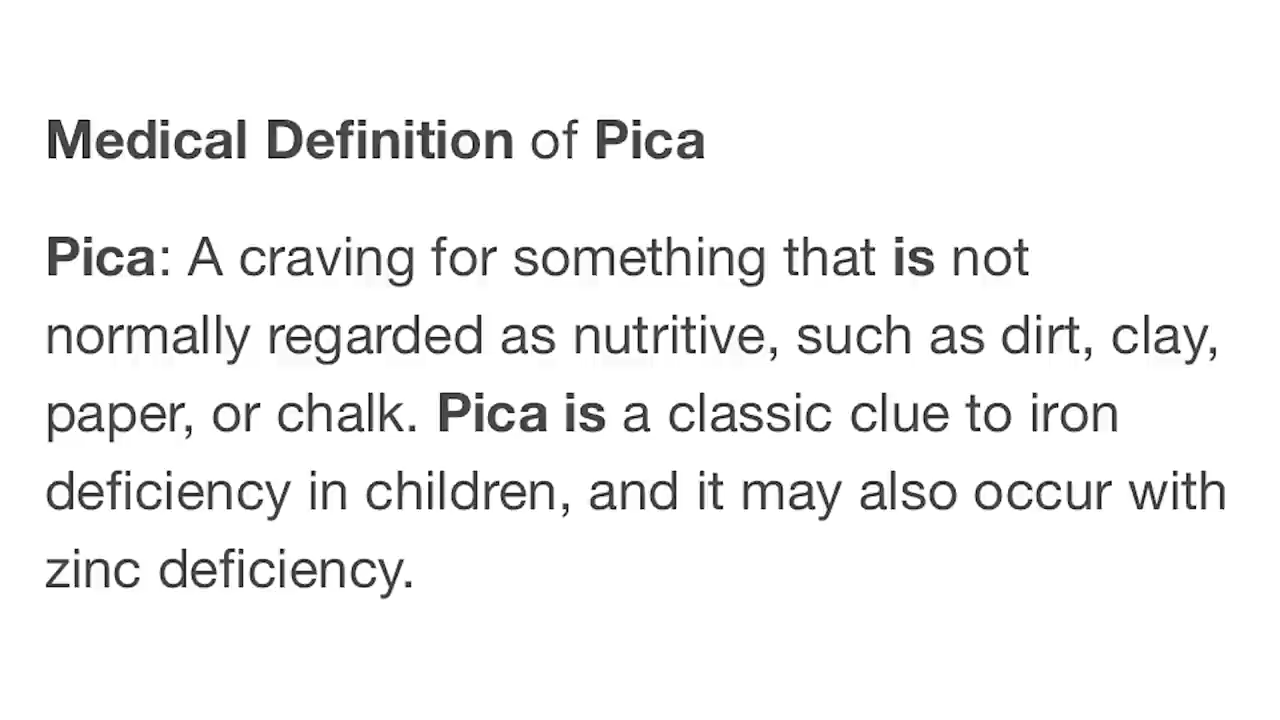 Medical Definition of Pica
Pica: A craving for something that is not
normally regarded as nutritive, such as dirt, clay,
paper, or chalk. Pica is a classic clue to iron
deficiency in children, and it may also occur with
zinc deficiency.